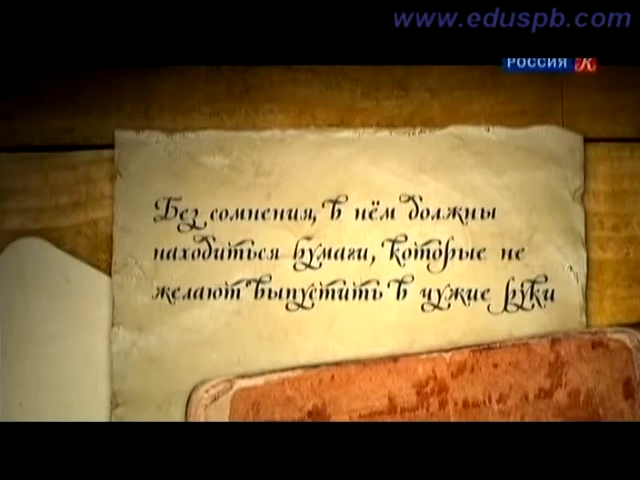 www.eduspb.com
РОССИЯ К
Без сомнения, в нём должны
находиться бумаги, которые не
желают выпустить в чужие руки